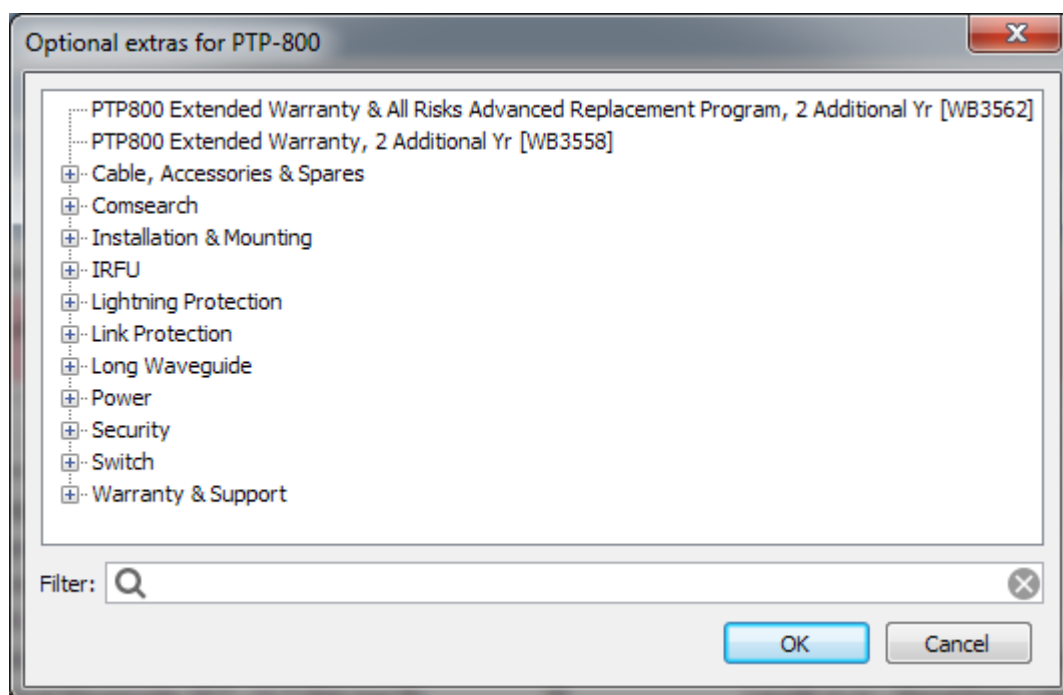 Optional extras for PTP-800
PTP800 Extended Warranty & All Risks Advanced Replacement Program, 2 Additional Yr [WB3562]
PTP800 Extended Warranty, 2 Additional Yr [WB3558]
Cable, Accessories & Spares
Comsearch
Installation & Mounting
IRFU
Lightning Protection
Link Protection
Long Waveguide
Power
Security
Switch
Warranty & Support
Filter:
OK Cancel